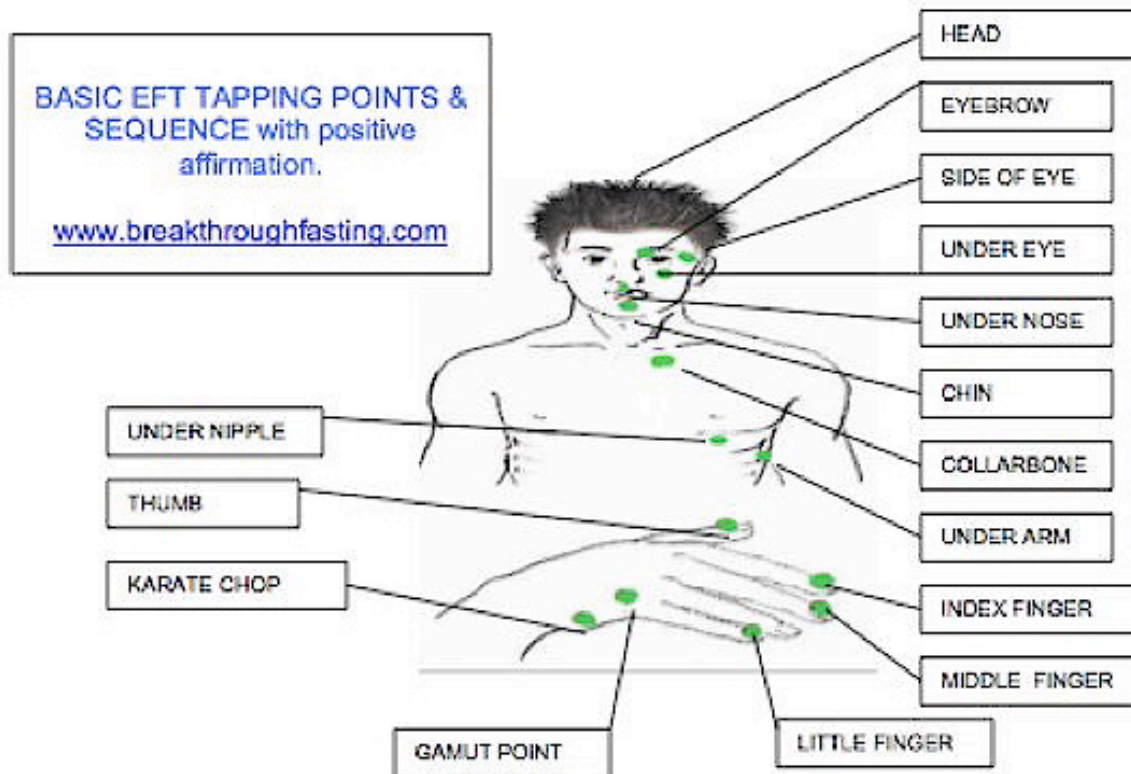 BASIC EFT TAPPING POINTS &
SEQUENCE with positive
affirmation.
www.breakthroughfasting.com
HEAD
EYEBROW
SIDE OF EYE
UNDER EYE
UNDER NOSE
CHIN
COLLARBONE
UNDER ARM
INDEX FINGER
MIDDLE FINGER
LITTLE FINGER
GAMUT POINT
UNDER NIPPLE
THUMB
KARATE CHOP